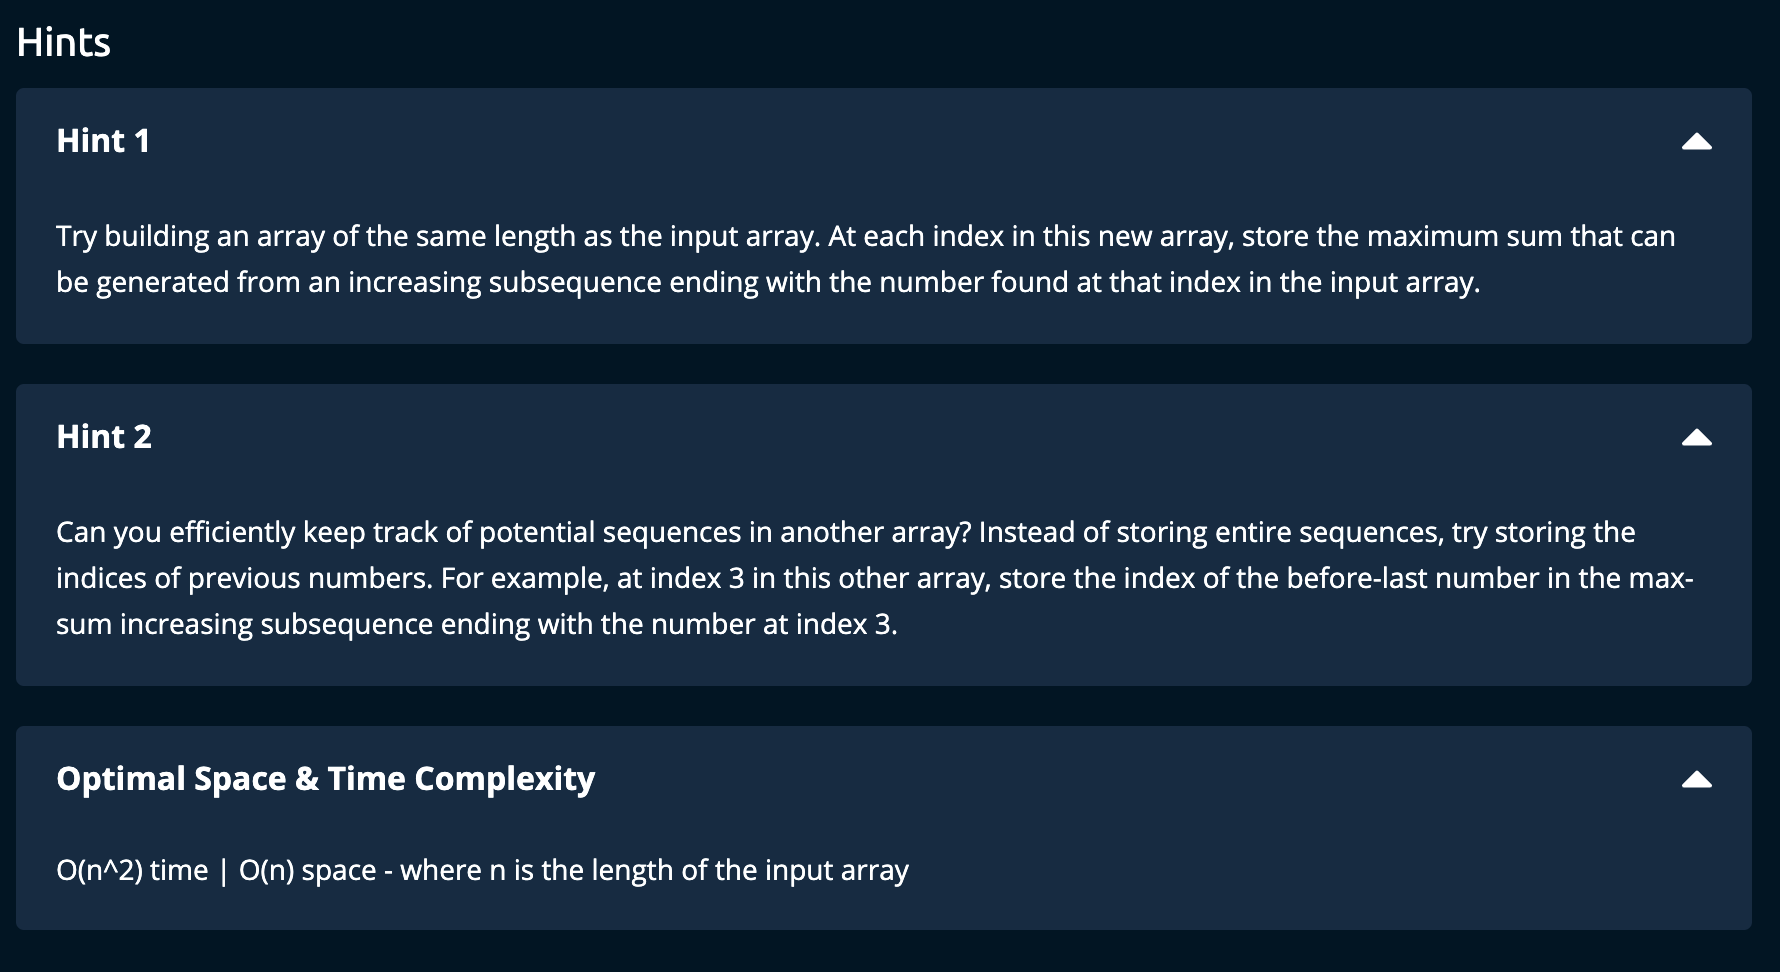 Hints
Hint 1
Try building an array of the same length as the input array. At each index in this new array, store the maximum sum that can
be generated from an increasing subsequence ending with the number found at that index in the input array.
Hint 2
Can you efficiently keep track of potential sequences in another array? Instead of storing entire sequences, try storing the
indices of previous numbers. For example, at index 3 in this other array, store the index of the before-last number in the max-
sum increasing subsequence ending with the number at index 3.
Optimal Space & Time Complexity
O(n^2) time | O(n) space - where n is the length of the input array